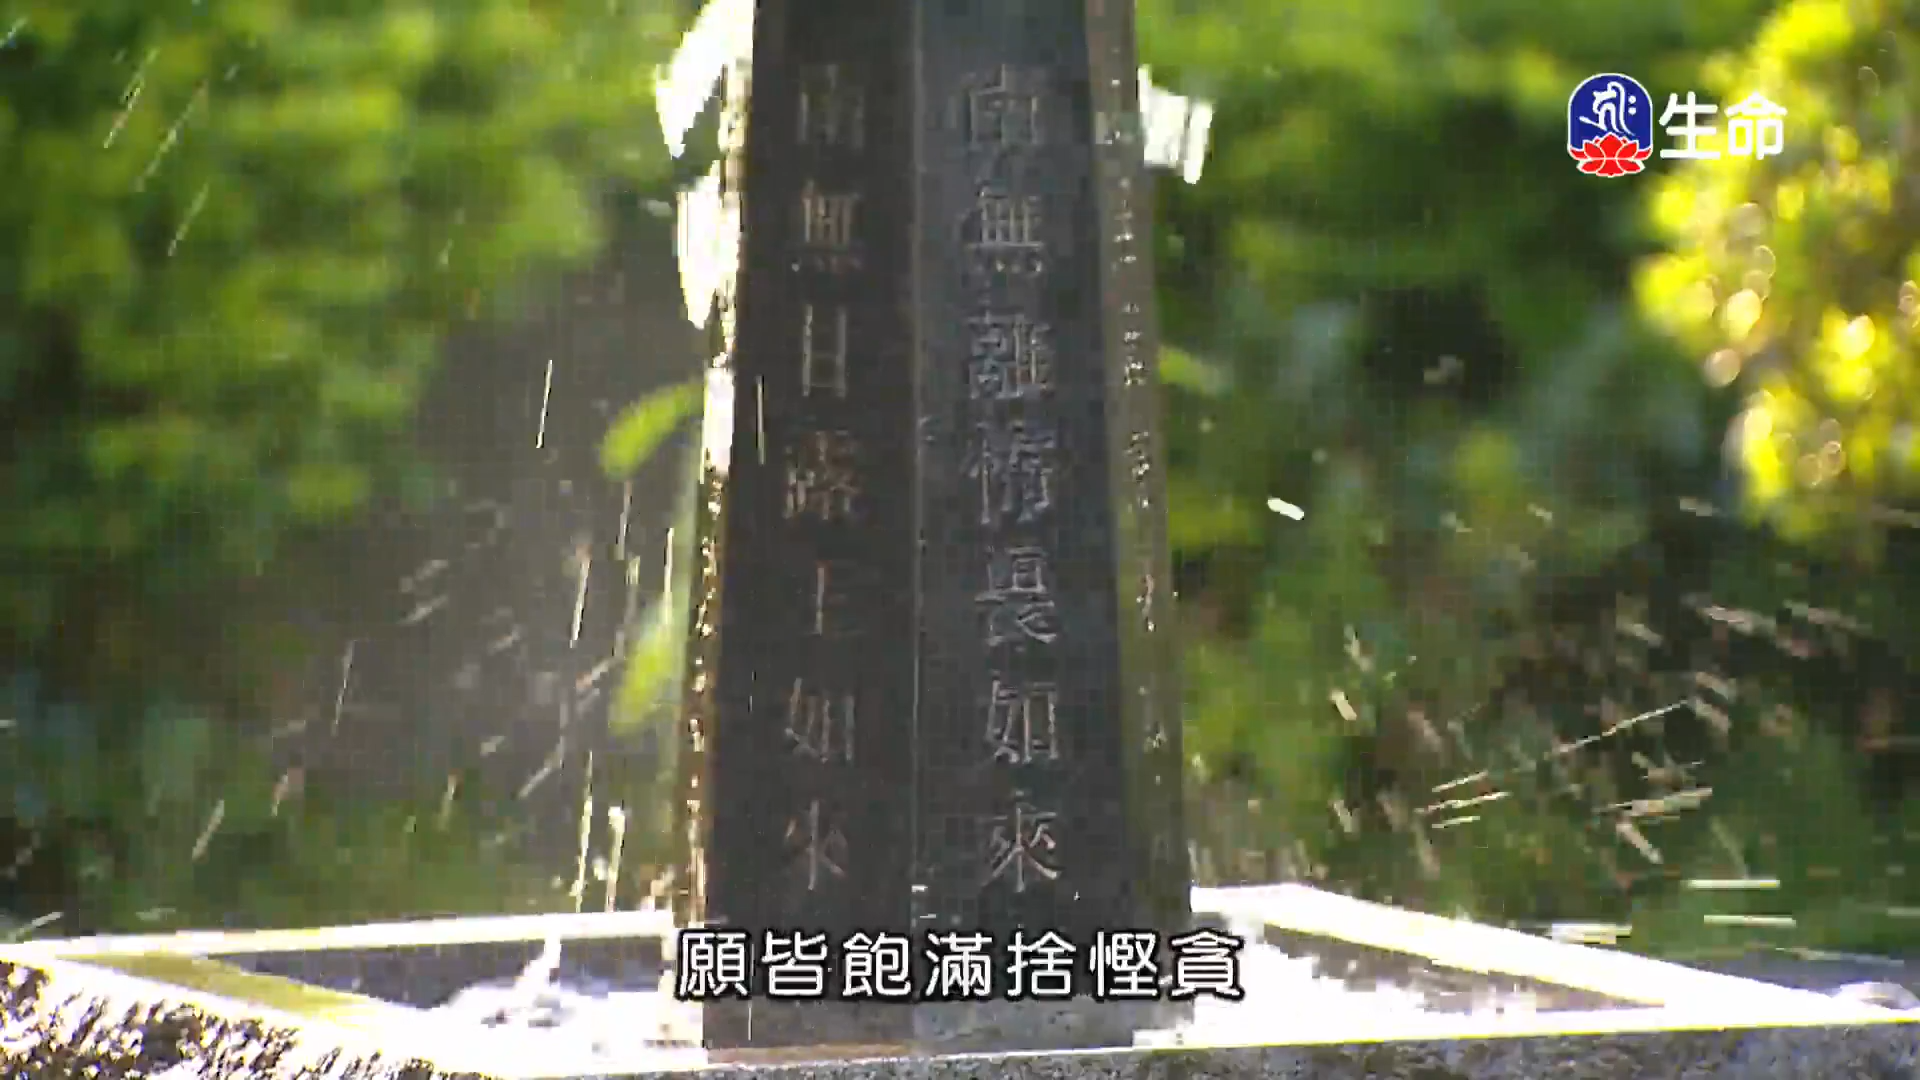 生命
南無離怖畏如來
南無甘露王如來
願皆飽滿捨慳貪